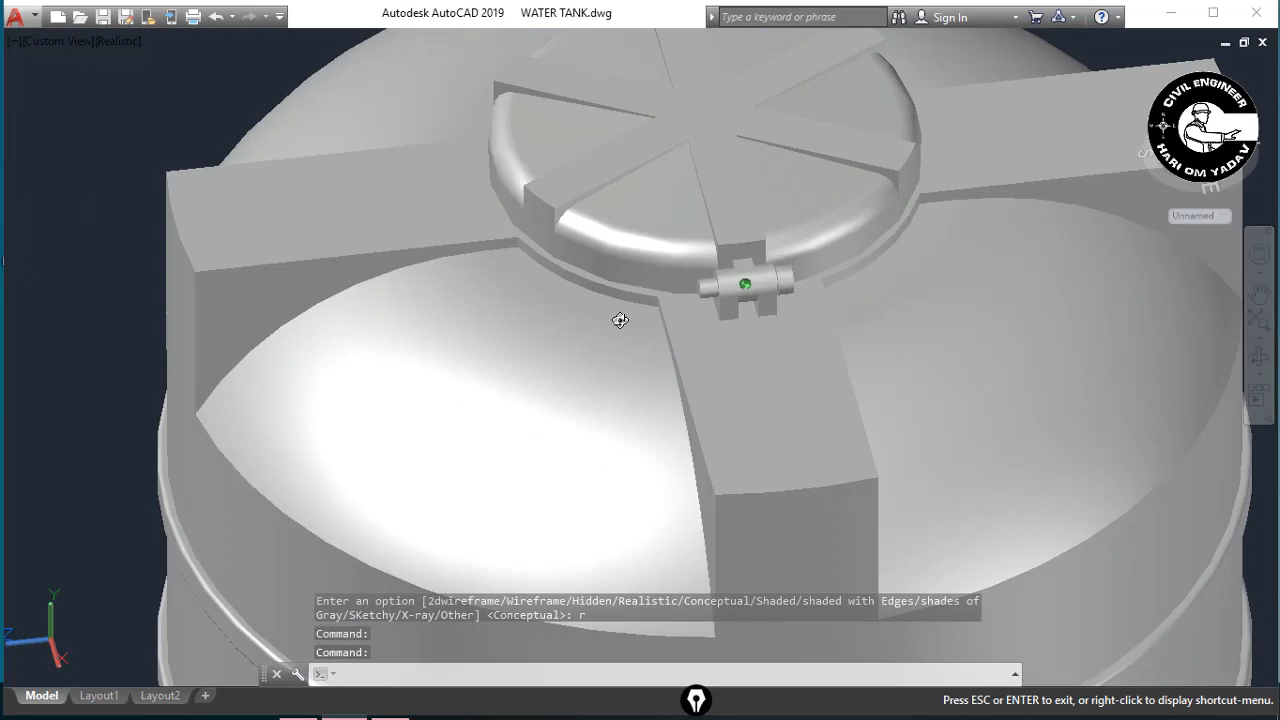 Autodesk AutoCAD 2019 WATER TANK.dwg
Type a keyword or phrase
Sign In
[−][Custom View][Realistic]
CIVIL ENGINEER
HARI OM YADAV
S
E
Unnamed
Enter an option [2dwireframe/Wireframe/Hidden/Realistic/Conceptual/Shaded/shaded with Edges/shades of
Gray/SKetchy/X-ray/Other] <Conceptual>: r
Command:
Command:
Y
Z
X
Model Layout1 Layout2 +
Press ESC or ENTER to exit, or right-click to display shortcut-menu.